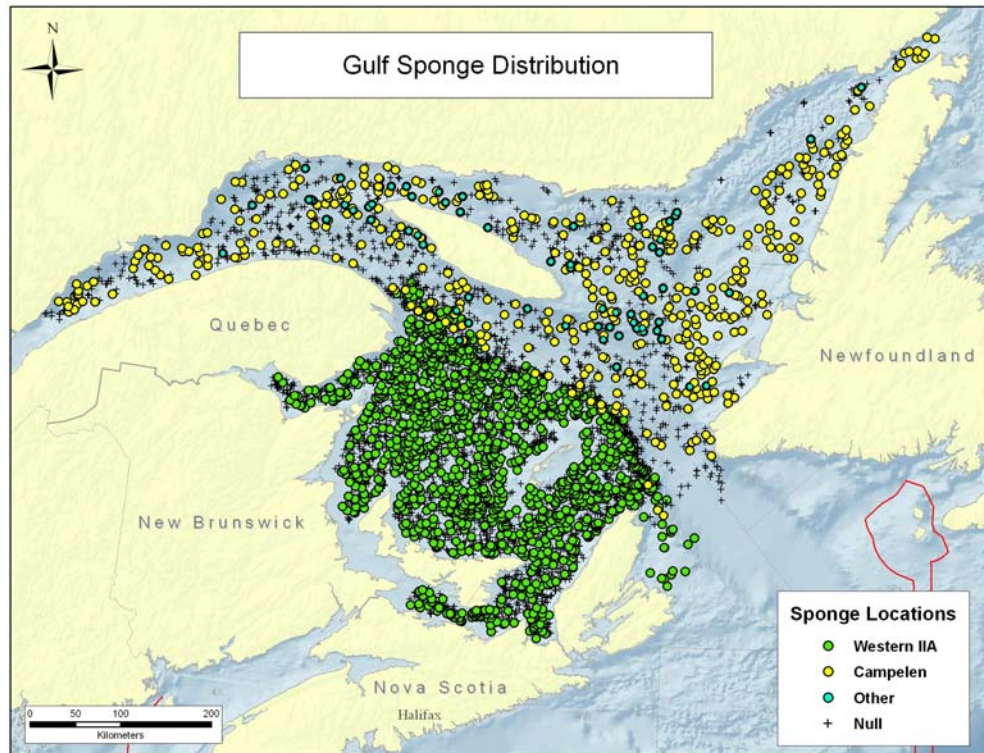 N
Gulf Sponge Distribution
Quebec
Newfoundland
New Brunswick
Nova Scotia
Halifax
Sponge Locations
Western IIA
Campelen
Other
Null
0 50 100 200
Kilometers